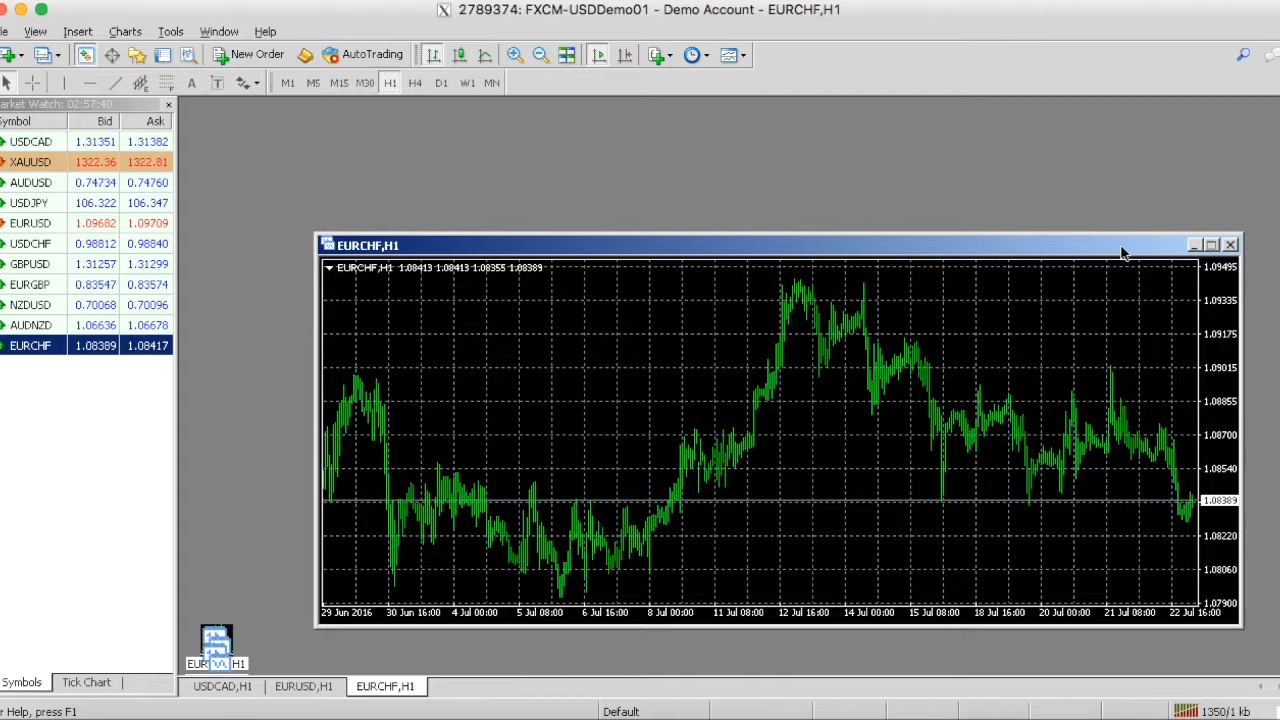 2789374: FXCM-USDDemo01 - Demo Account - EURCHF,H1
le View Insert Charts Tools Window Help
New Order AutoTrading
A T M1 M5 M15 M30 H1 H4 D1 W1 MN
arket Watch: 02:57:40
Symbol Bid Ask
USDCAD 1.31351 1.31382
XAUUSD 1322.36 1322.81
AUDUSD 0.74734 0.74760
USDJPY 106.322 106.347
EURUSD 1.09682 1.09709
USDCHF 0.98812 0.98840
GBPUSD 1.31257 1.31299
EURGBP 0.83547 0.83574
NZDUSD 0.70068 0.70096
AUDNZD 1.06636 1.06678
EURCHF 1.08389 1.08417
EURCHF,H1
EURCHF,H1 1.08413 1.08413 1.08355 1.08389
1.09495
1.09335
1.09175
1.09015
1.08855
1.08700
1.08540
1.08389
1.08220
1.08060
1.07900
29 Jun 2016 30 Jun 16:00 4 Jul 00:00 5 Jul 08:00 6 Jul 16:00 8 Jul 00:00 11 Jul 08:00 12 Jul 16:00 14 Jul 00:00 15 Jul 08:00 18 Jul 16:00 20 Jul 00:00 21 Jul 08:00 22 Jul 16:00
EUR H1
Symbols Tick Chart
USDCAD,H1 EURUSD,H1 EURCHF,H1
r Help, press F1 Default 1350/1 kb